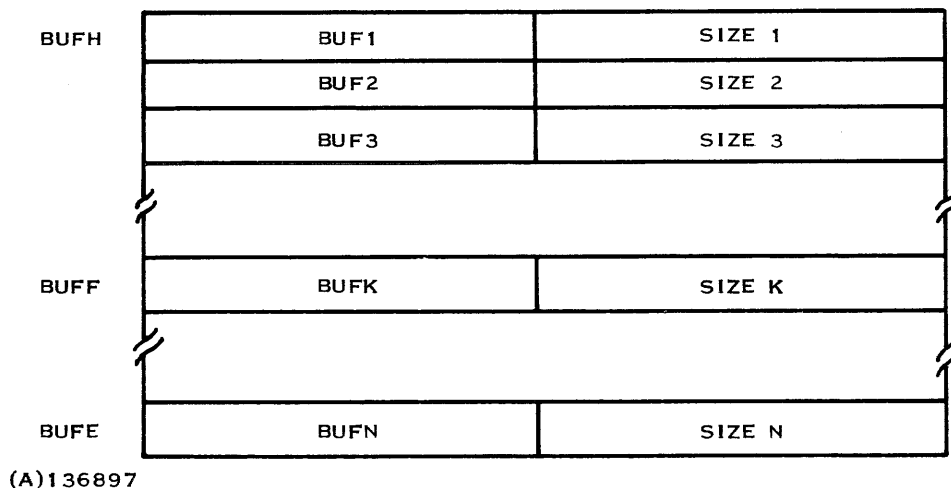 BUFH BUF1 SIZE 1
BUF2 SIZE 2
BUF3 SIZE 3
BUFF BUFK SIZE K
BUFE BUFN SIZE N
(A)136897